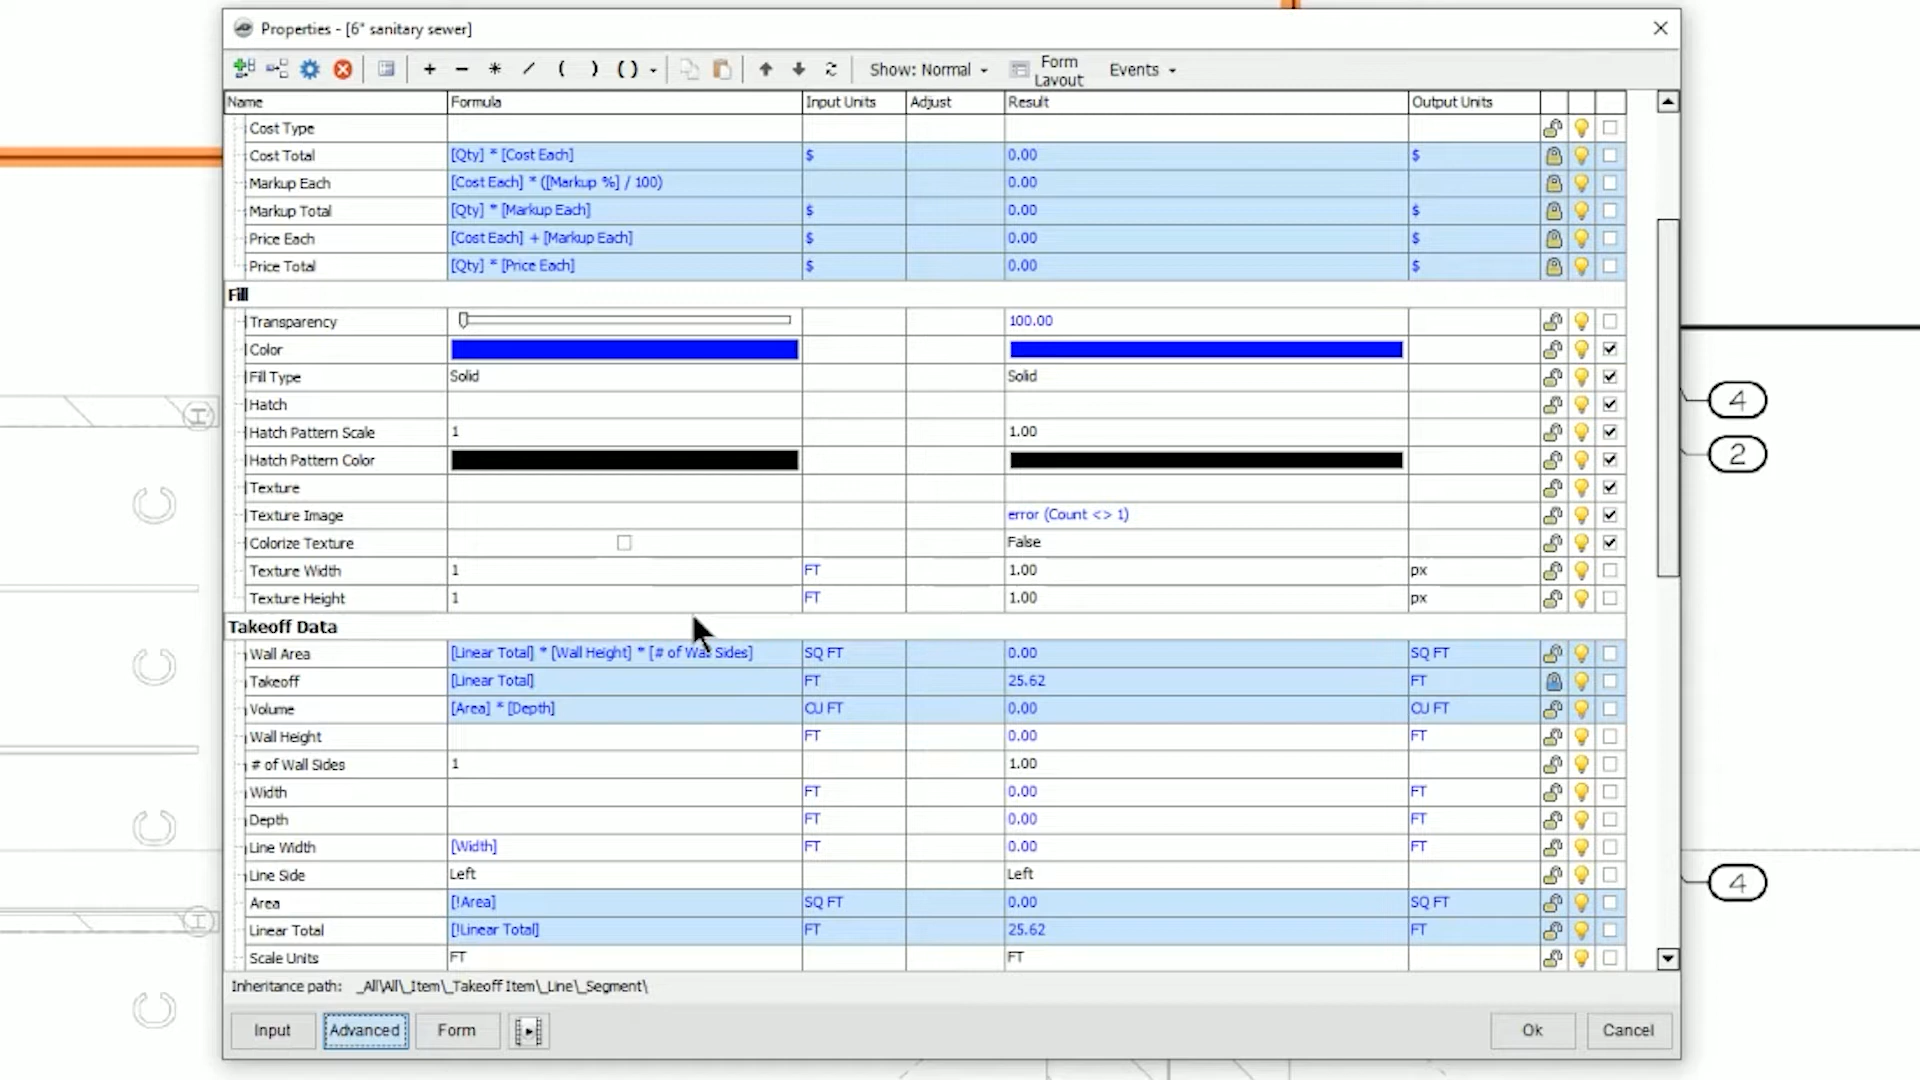 Properties - [6" sanitary sewer]
+ - * / ( ) () Show: Normal Form Layout Events
Name Formula Input Units Adjust Result Output Units
Cost Type
Cost Total [Qty] * [Cost Each] $ 0.00 $
Markup Each [Cost Each] * ([Markup %] / 100) 0.00
Markup Total [Qty] * [Markup Each] $ 0.00 $
Price Each [Cost Each] + [Markup Each] $ 0.00 $
Price Total [Qty] * [Price Each] $ 0.00 $
Fill
Transparency 100.00
Color
Fill Type Solid Solid
Hatch
Hatch Pattern Scale 1 1.00
Hatch Pattern Color
Texture
Texture Image error (Count <> 1)
Colorize Texture False
Texture Width 1 FT 1.00 px
Texture Height 1 FT 1.00 px
Takeoff Data
Wall Area [Linear Total] * [Wall Height] * [# of Wall Sides] SQ FT 0.00 SQ FT
Takeoff [Linear Total] FT 25.62 FT
Volume [Area] * [Depth] CU FT 0.00 CU FT
Wall Height FT 0.00 FT
# of Wall Sides 1 1.00
Width FT 0.00 FT
Depth FT 0.00 FT
Line Width [Width] FT 0.00 FT
Line Side Left Left
Area [!Area] SQ FT 0.00 SQ FT
Linear Total [!Linear Total] FT 25.62 FT
Scale Units FT FT
Inheritance path: _All\All\_Item\_Takeoff Item\_Line\_Segment\
Input Advanced Form Ok Cancel
4
2
4
H
H
C
C
C
C